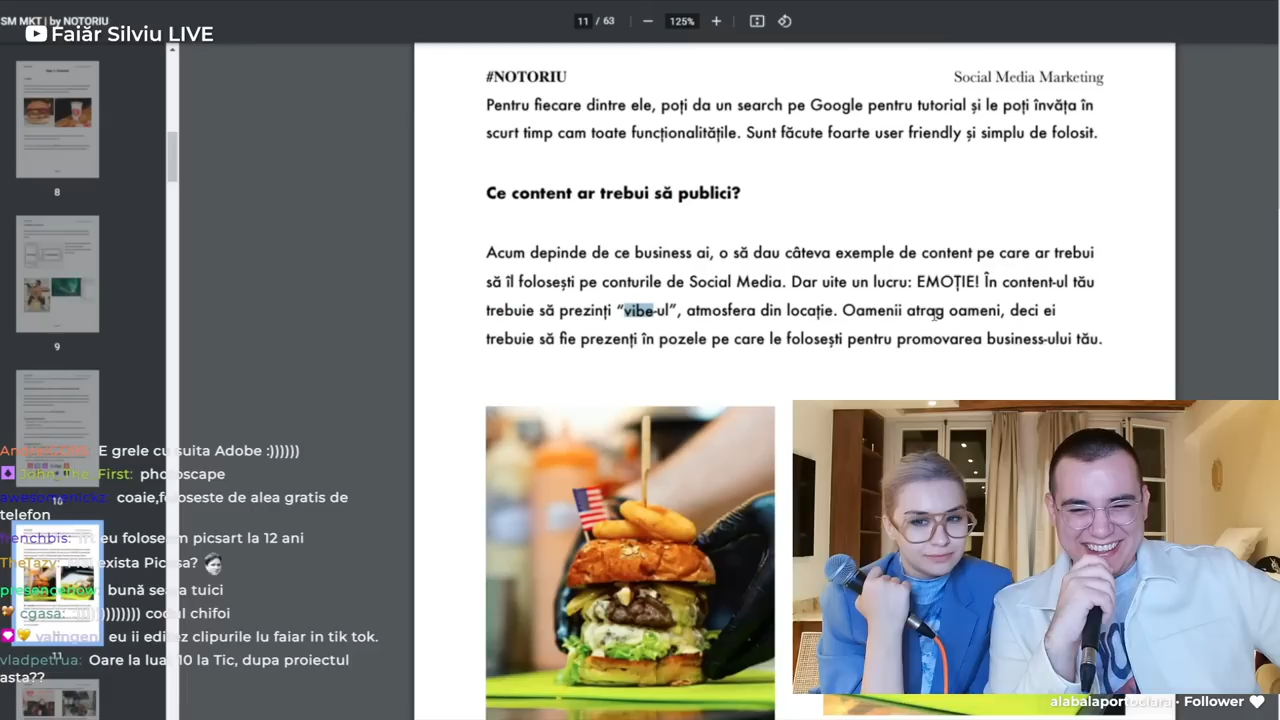 SM MKT | by NOTORIU
Faiăr Silviu LIVE
11 / 63
125%
8
9
10
11
#NOTORIU
Social Media Marketing
Pentru fiecare dintre ele, poți da un search pe Google pentru tutorial și le poți învăța în
scurt timp cam toate funcționalitățile. Sunt făcute foarte user friendly și simplu de folosit.
Ce content ar trebui să publici?
Acum depinde de ce business ai, o să dau câteva exemple de content pe care ar trebui
să îl folosești pe conturile de Social Media. Dar uite un lucru: EMOȚIE! În content-ul tău
trebuie să prezinți “vibe-ul”, atmosfera din locație. Oamenii atrag oameni, deci ei
trebuie să fie prezenți în pozele pe care le folosești pentru promovarea business-ului tău.
E grele cu suita Adobe :))))))
John_The_First: photoscape
coaie,foloseste de alea gratis de
telefon
frenchbis: eu foloseam picsart la 12 ani
exista Picasa?
bună seara tuici
cgasa: codul chifoi
valingen: eu ii editez clipurile lu faiar in tik tok.
vladpetrua: Oare la luat 10 la Tic, dupa proiectul
asta??
alabalaportoclara · Follower